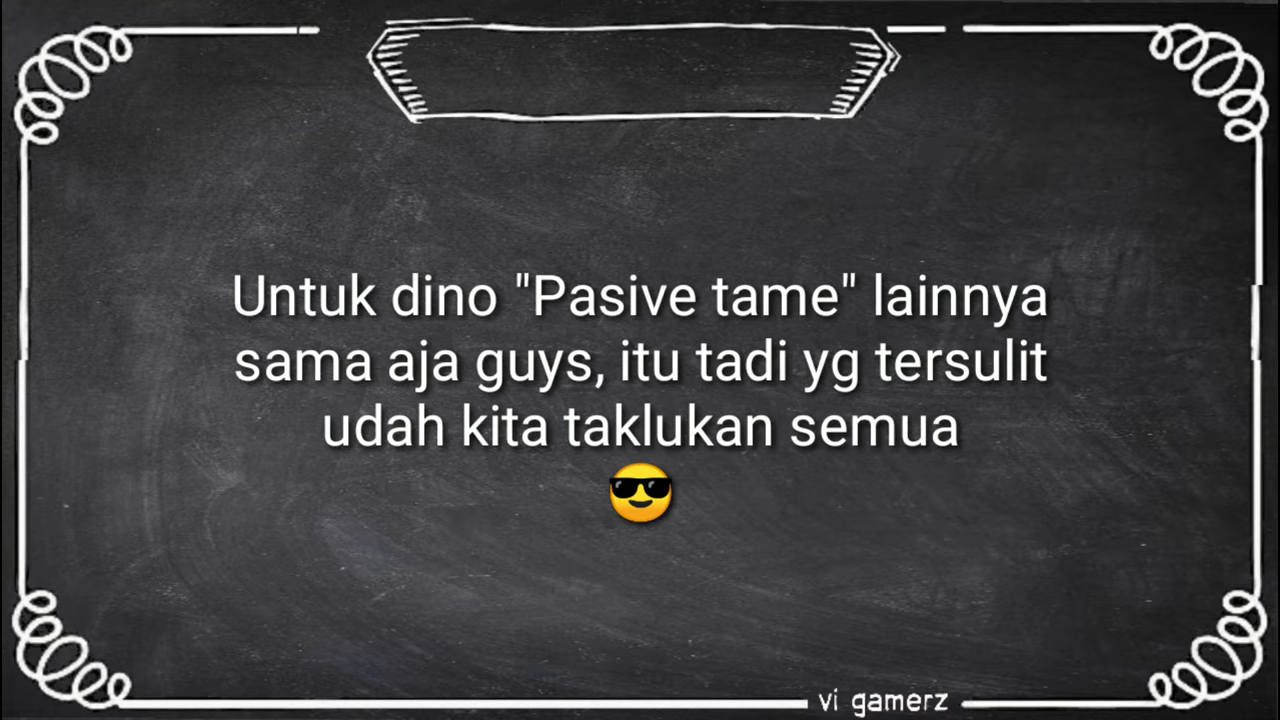 Untuk dino "Pasive tame" lainnya
sama aja guys, itu tadi yg tersulit
udah kita taklukan semua
😎
vi gamerz